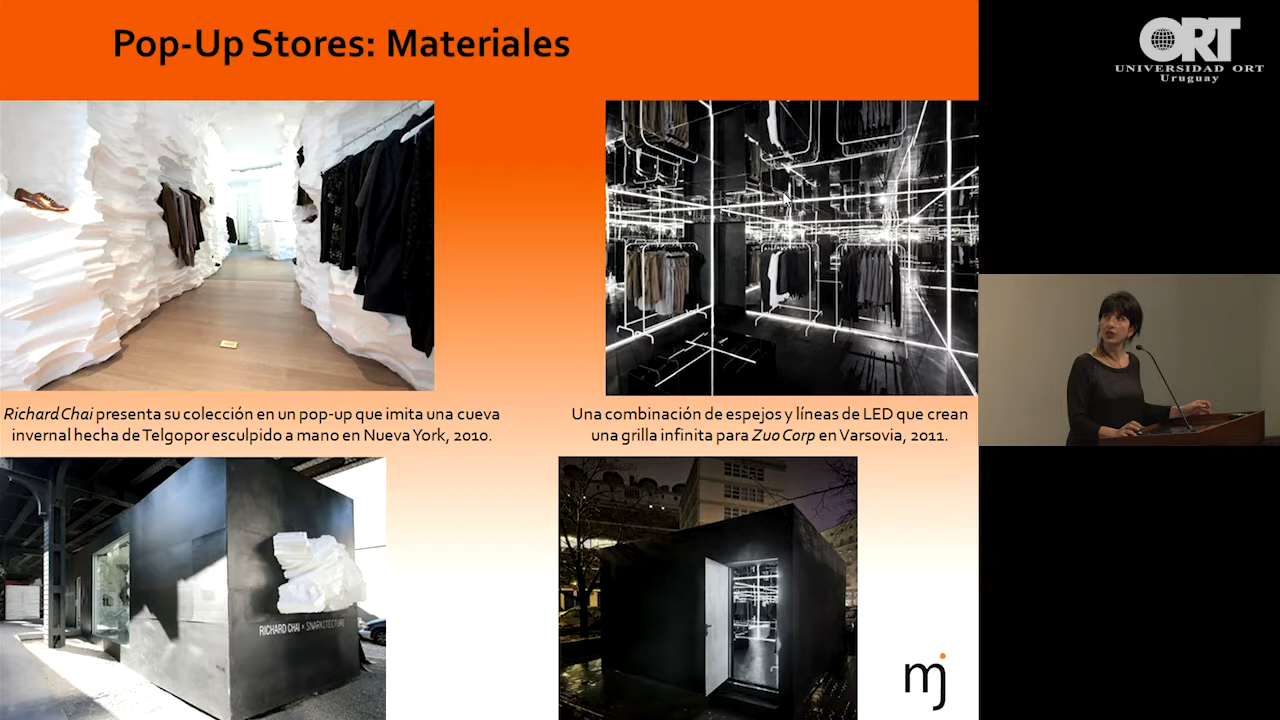 Pop-Up Stores: Materiales
ORT
UNIVERSIDAD ORT
Uruguay
Richard Chai presenta su colección en un pop-up que imita una cueva
invernal hecha de Telgopor esculpido a mano en Nueva York, 2010.
Una combinación de espejos y líneas de LED que crean
una grilla infinita para Zuo Corp en Varsovia, 2011.
RICHARD CHAI × SNARKITECTURE
mj